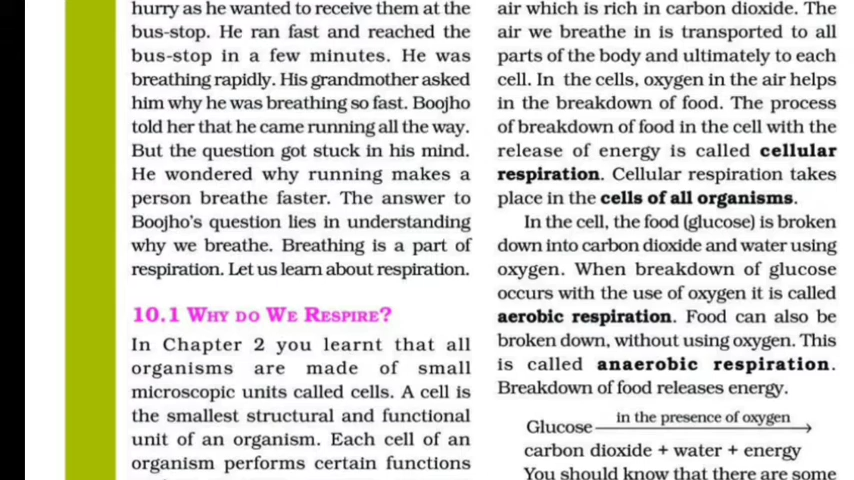 hurry as he wanted to receive them at the
bus-stop. He ran fast and reached the
bus-stop in a few minutes. He was
breathing rapidly. His grandmother asked
him why he was breathing so fast. Boojho
told her that he came running all the way.
But the question got stuck in his mind.
He wondered why running makes a
person breathe faster. The answer to
Boojho's question lies in understanding
why we breathe. Breathing is a part of
respiration. Let us learn about respiration.
10.1 WHY DO WE RESPIRE?
In Chapter 2 you learnt that all
organisms are made of small
microscopic units called cells. A cell is
the smallest structural and functional
unit of an organism. Each cell of an
organism performs certain functions
air which is rich in carbon dioxide. The
air we breathe in is transported to all
parts of the body and ultimately to each
cell. In the cells, oxygen in the air helps
in the breakdown of food. The process
of breakdown of food in the cell with the
release of energy is called cellular
respiration. Cellular respiration takes
place in the cells of all organisms.
In the cell, the food (glucose) is broken
down into carbon dioxide and water using
oxygen. When breakdown of glucose
occurs with the use of oxygen it is called
aerobic respiration. Food can also be
broken down, without using oxygen. This
is called anaerobic respiration.
Breakdown of food releases energy.
Glucose in the presence of oxygen →
carbon dioxide + water + energy
You should know that there are some